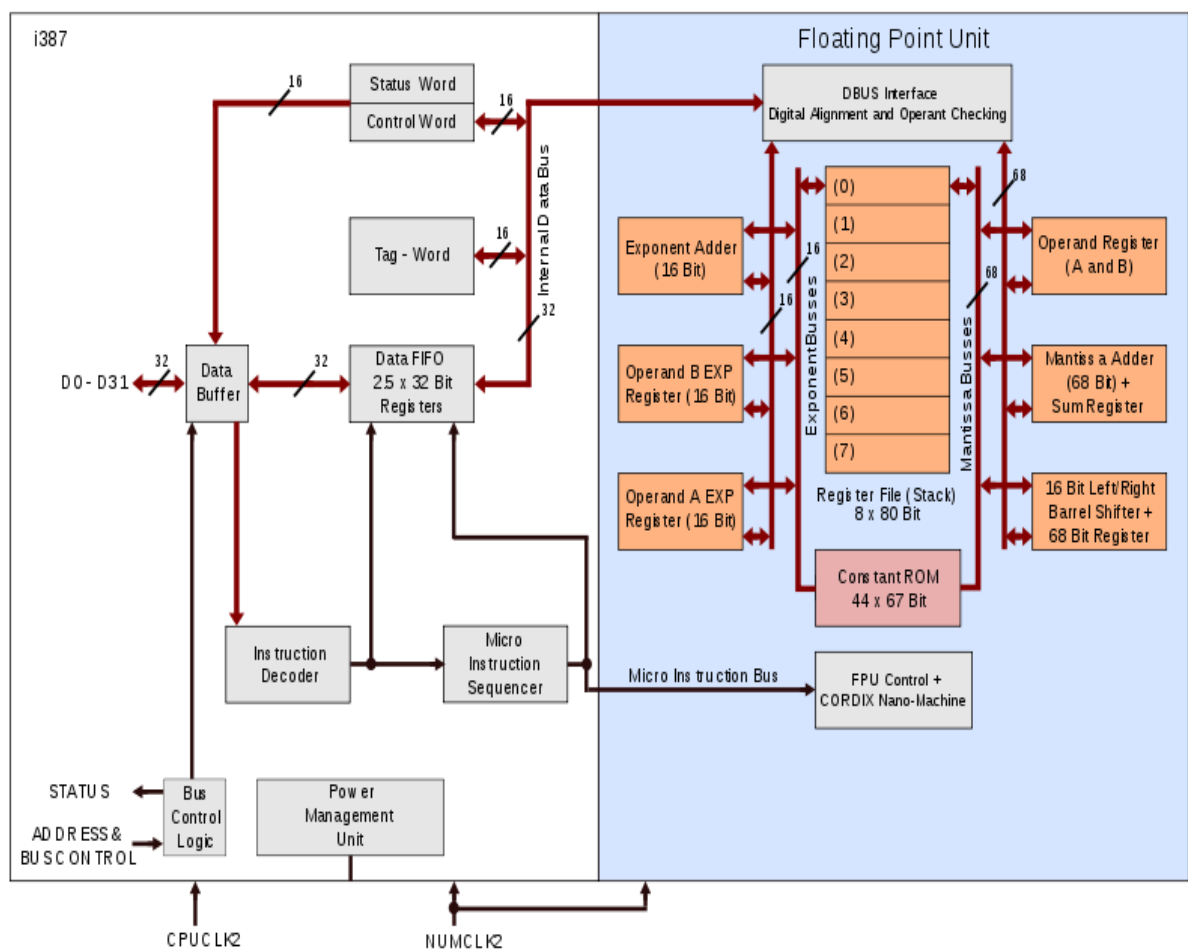 i387
Floating Point Unit
Status Word
Control Word
16
16
DBUS Interface
Digital Alignment and Operant Checking
Internal Data Bus
Tag - Word
16
32
D0 - D31
32
Data
Buffer
32
Data FIFO
2.5 x 32 Bit
Registers
Exponent Adder
(16 Bit)
Operand B EXP
Register (16 Bit)
Operand A EXP
Register (16 Bit)
16
16
Exponent Busses
(0)
(1)
(2)
(3)
(4)
(5)
(6)
(7)
Register File (Stack)
8 x 80 Bit
Mantissa Busses
68
68
Operand Register
(A and B)
Mantissa Adder
(68 Bit) +
Sum Register
16 Bit Left/Right
Barrel Shifter +
68 Bit Register
Constant ROM
44 x 67 Bit
Instruction
Decoder
Micro
Instruction
Sequencer
Micro Instruction Bus
FPU Control +
CORDIX Nano-Machine
STATUS
ADDRESS &
BUS CONTROL
Bus
Control
Logic
Power
Management
Unit
CPUCLK2
NUMCLK2